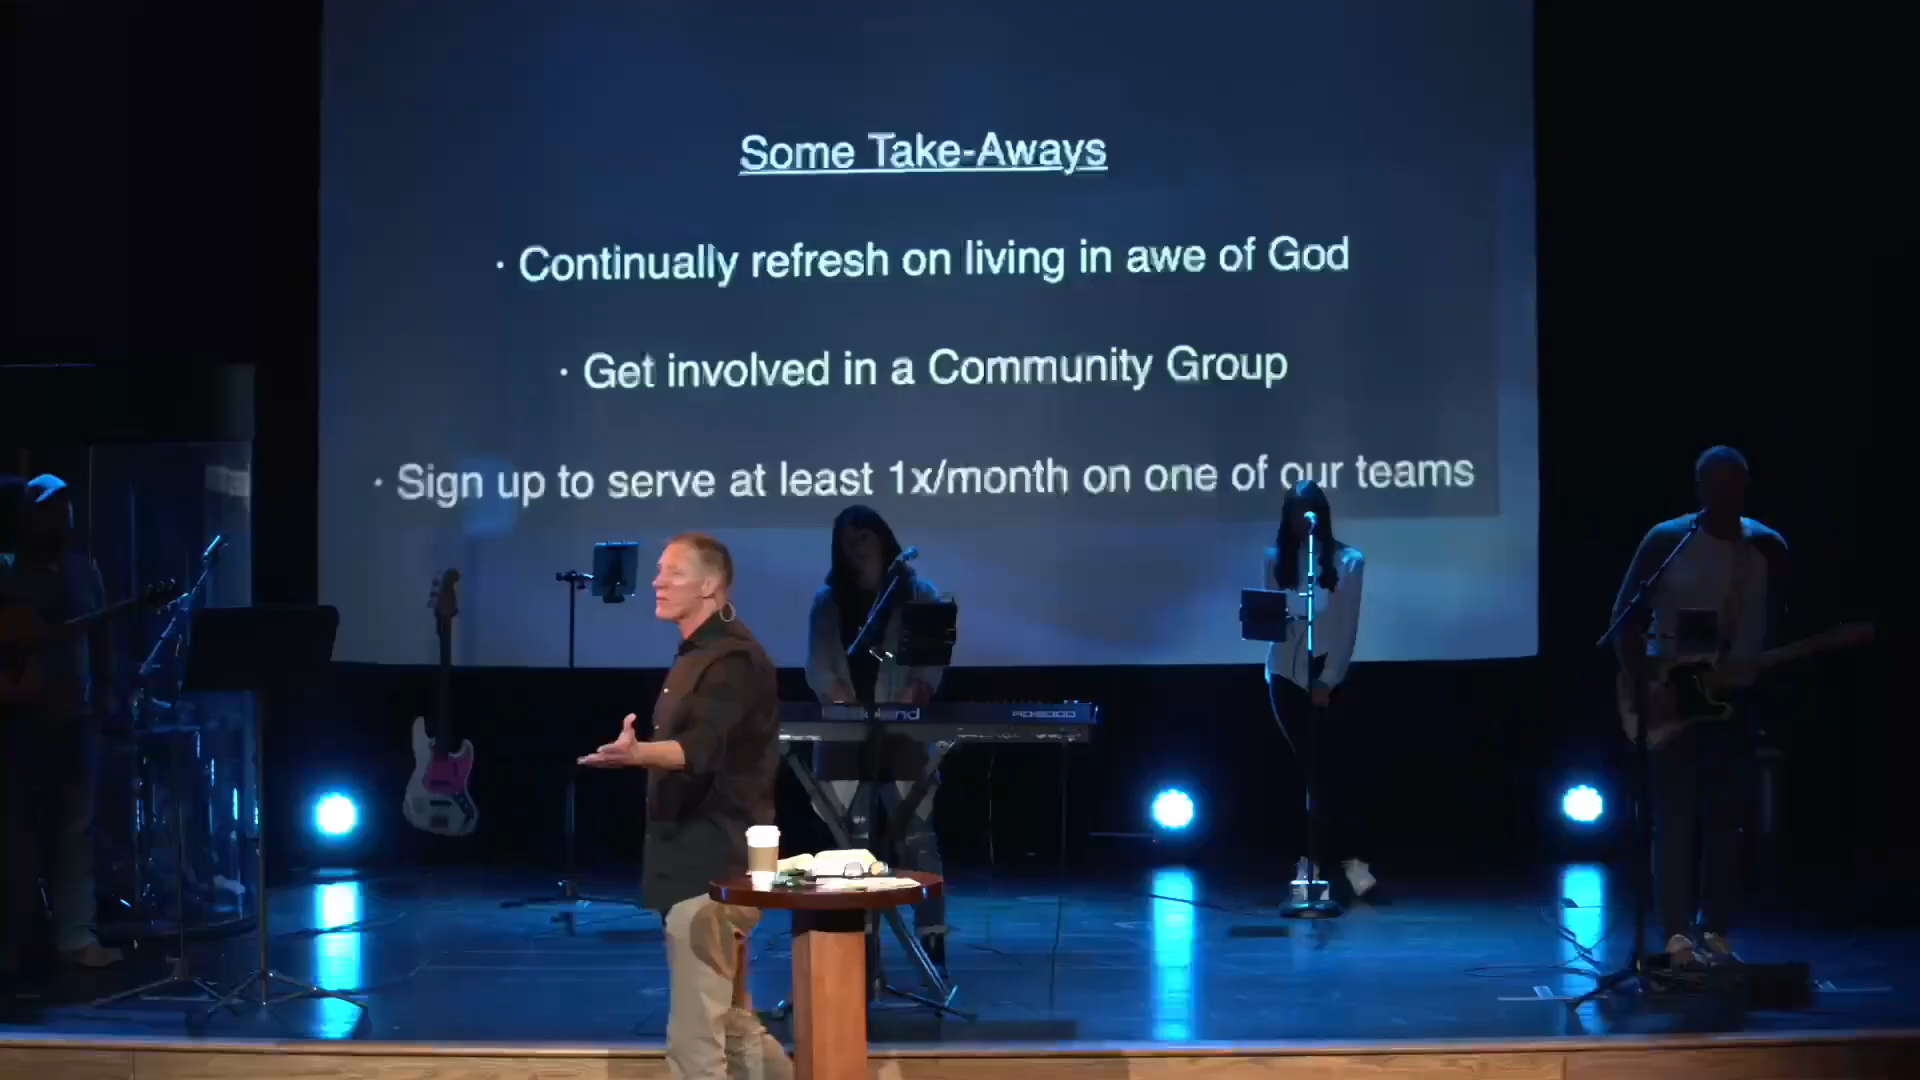 Some Take-Aways
· Continually refresh on living in awe of God
· Get involved in a Community Group
· Sign up to serve at least 1x/month on one of our teams